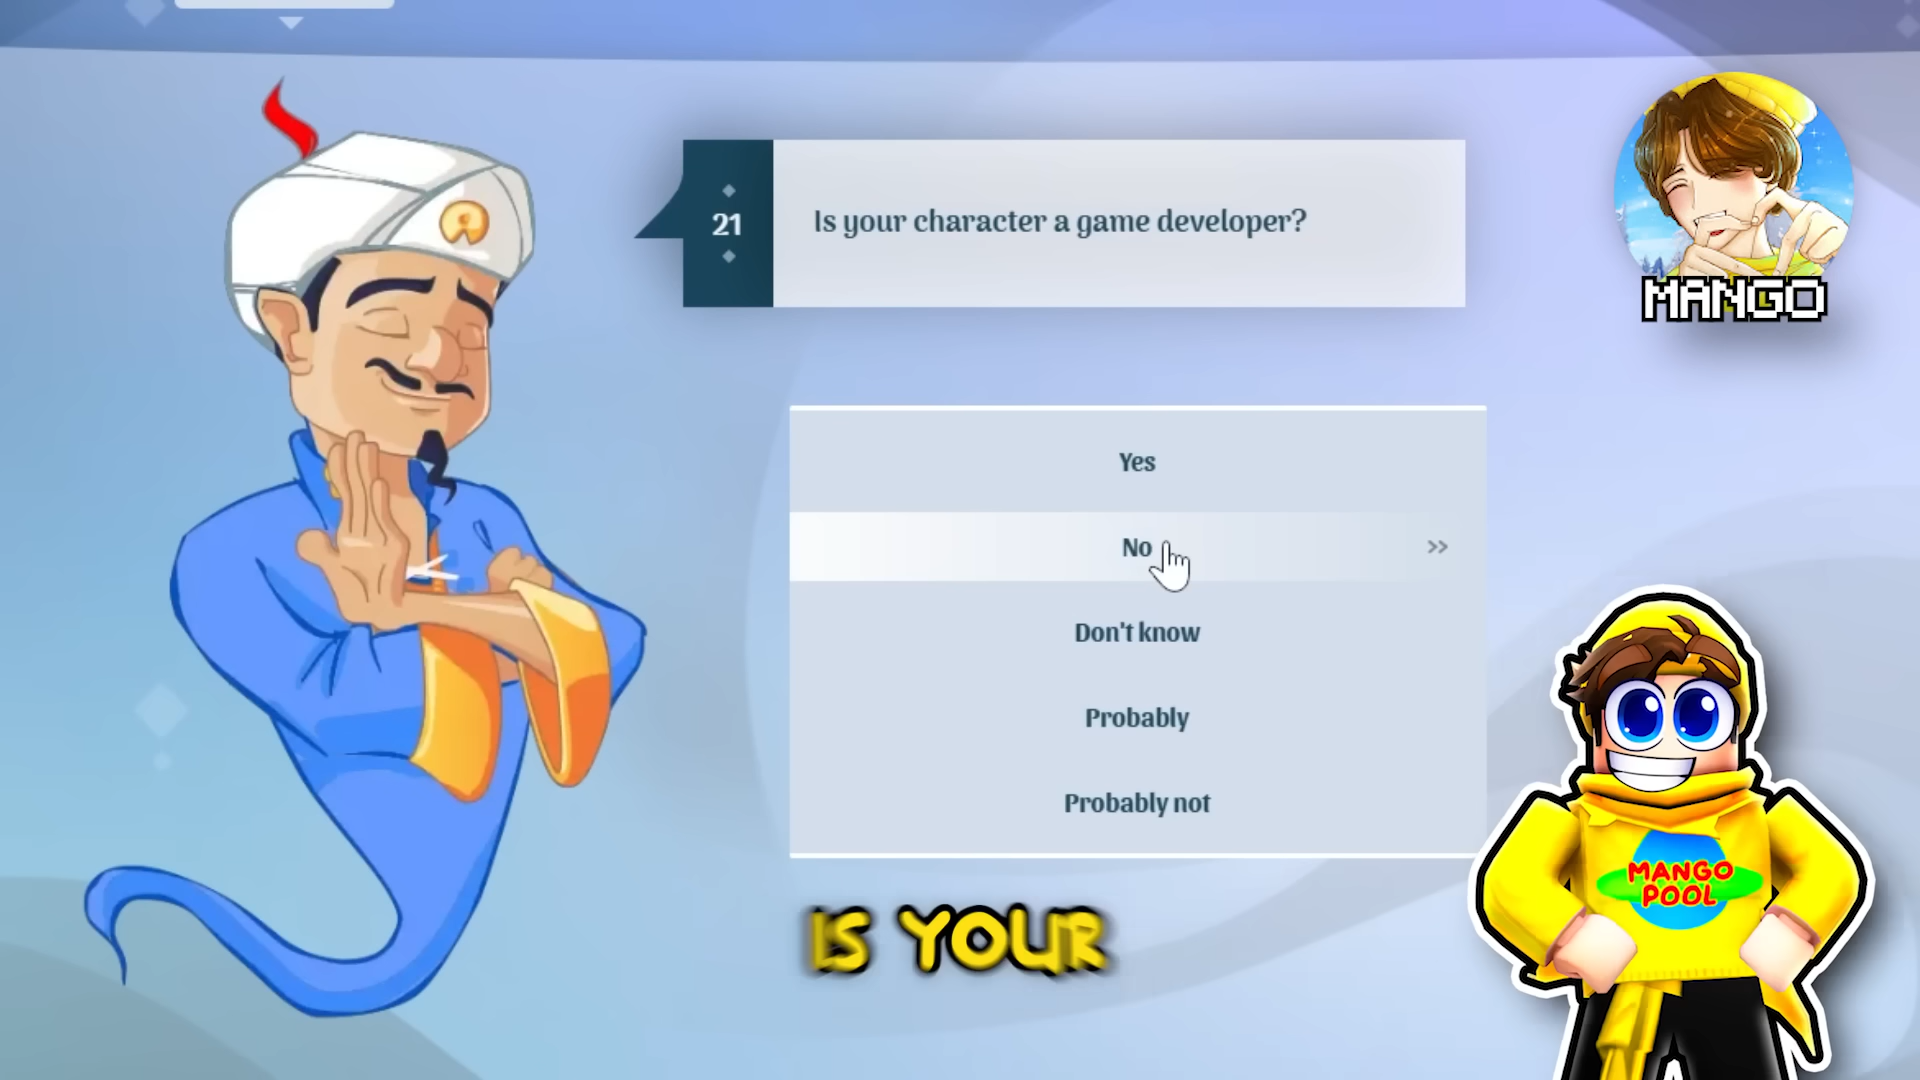 21
Is your character a game developer?
MANGO
Yes
No
Don't know
Probably
Probably not
MANGO
POOL
IS YOUR